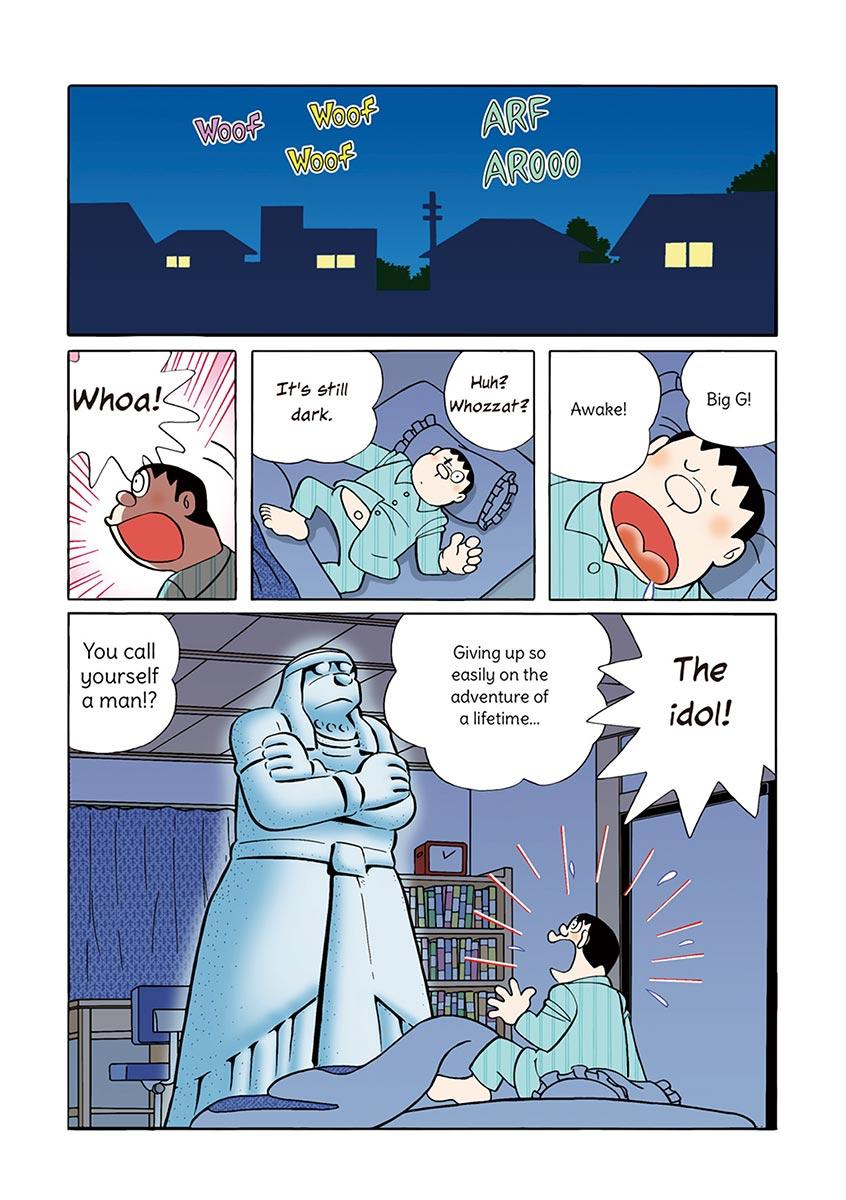 ARF
AROOO
Woof
Woof
Woof
Big G!
Awake!
Huh?
Whozzat?
It's still
dark.
Whoa!
The
idol!
Giving up so
easily on the
adventure of
a lifetime...
You call
yourself
a man!?